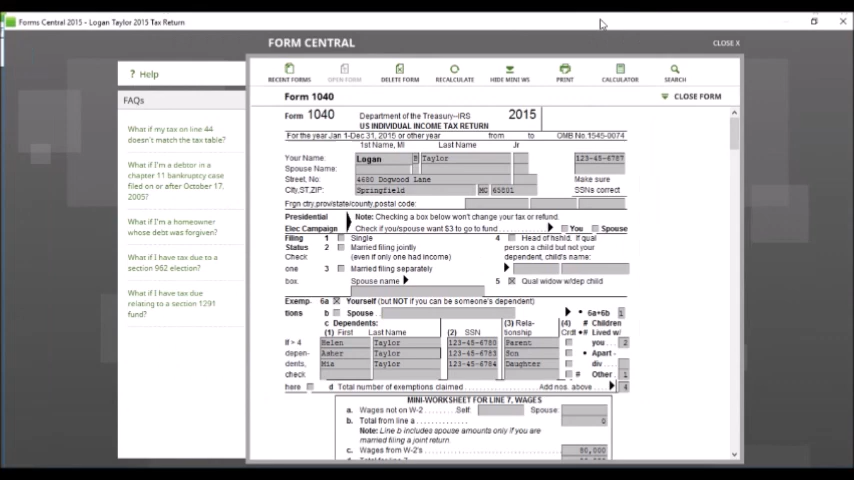 Forms Central 2015 - Logan Taylor 2015 Tax Return
FORM CENTRAL
CLOSE X
? Help
FAQs
What if my tax on line 44
doesn't match the tax table?
What if I'm a debtor in a
chapter 11 bankruptcy case
filed on or after October 17,
2005?
What if I'm a homeowner
whose debt was forgiven?
What if I have tax due to a
section 962 election?
What if I have tax due
relating to a section 1291
fund?
RECENT FORMS OPEN FORM DELETE FORM RECALCULATE HIDE MINI WS PRINT CALCULATOR SEARCH
Form 1040
CLOSE FORM
Form 1040 Department of the Treasury--IRS 2015
US INDIVIDUAL INCOME TAX RETURN
For the year Jan 1-Dec 31, 2015 or other year from to OMB No. 1545-0074
1st Name, MI Last Name Jr
Your Name: Logan B Taylor 123-45-6787
Spouse Name:
Street, No: 4680 Dogwood Lane Make sure
City,ST,ZIP: Springfield MO 65801 SSNs correct
Frgn ctry,prov/state/county,postal code:
Presidential Note: Checking a box below won't change your tax or refund.
Elec Campaign Check if you/spouse want $3 to go to fund You Spouse
Filing 1 Single 4 Head of hshld. If qual
Status 2 Married filing jointly person a child but not your
Check (even if only one had income) dependent, child's name:
one 3 Married filing separately
box. Spouse name 5 Qual widow w/dep child
Exemp- 6a Yourself (but NOT if you can be someone's dependent)
tions b Spouse 6a+6b 1
c Dependents: (3) Rela- (4) # Children
(1) First Last Name (2) SSN tionship Crdt # Lived w/
If > 4 Helen Taylor 123-45-6780 Parent you 2
depen- Asher Taylor 123-45-6783 Son Apart -
dents, Mia Taylor 123-45-6784 Daughter div
check # Other 1
here d Total number of exemptions claimed Add nos. above 4
MINI-WORKSHEET FOR LINE 7, WAGES
a. Wages not on W-2 Self: Spouse:
b. Total from line a 0
Note: Line b includes spouse amounts only if you are
married filing a joint return.
c. Wages from W-2's 80,000